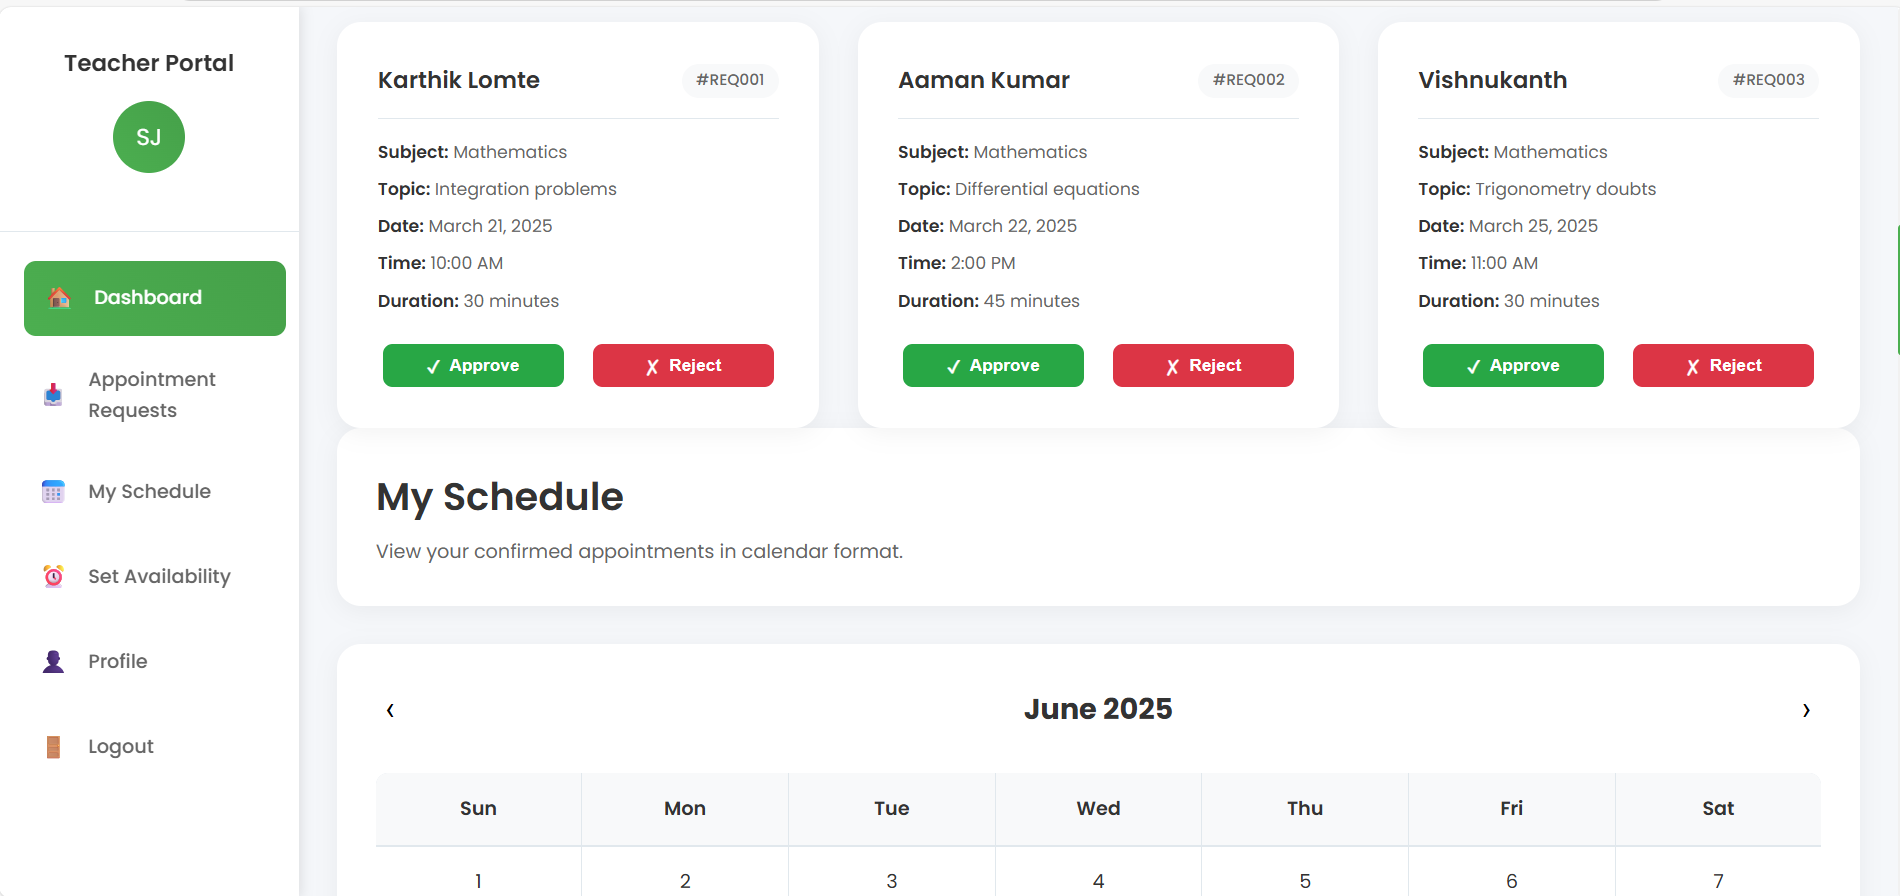 Teacher Portal
SJ
Dashboard
Appointment
Requests
My Schedule
Set Availability
Profile
Logout
Karthik Lomte #REQ001
Subject: Mathematics
Topic: Integration problems
Date: March 21, 2025
Time: 10:00 AM
Duration: 30 minutes
✓ Approve ✗ Reject
Aaman Kumar #REQ002
Subject: Mathematics
Topic: Differential equations
Date: March 22, 2025
Time: 2:00 PM
Duration: 45 minutes
✓ Approve ✗ Reject
Vishnukanth #REQ003
Subject: Mathematics
Topic: Trigonometry doubts
Date: March 25, 2025
Time: 11:00 AM
Duration: 30 minutes
✓ Approve ✗ Reject
My Schedule
View your confirmed appointments in calendar format.
‹ June 2025 ›
Sun Mon Tue Wed Thu Fri Sat
1 2 3 4 5 6 7